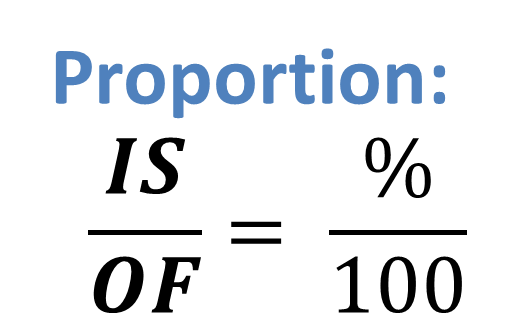 Proportion:
IS
OF
=
%
100